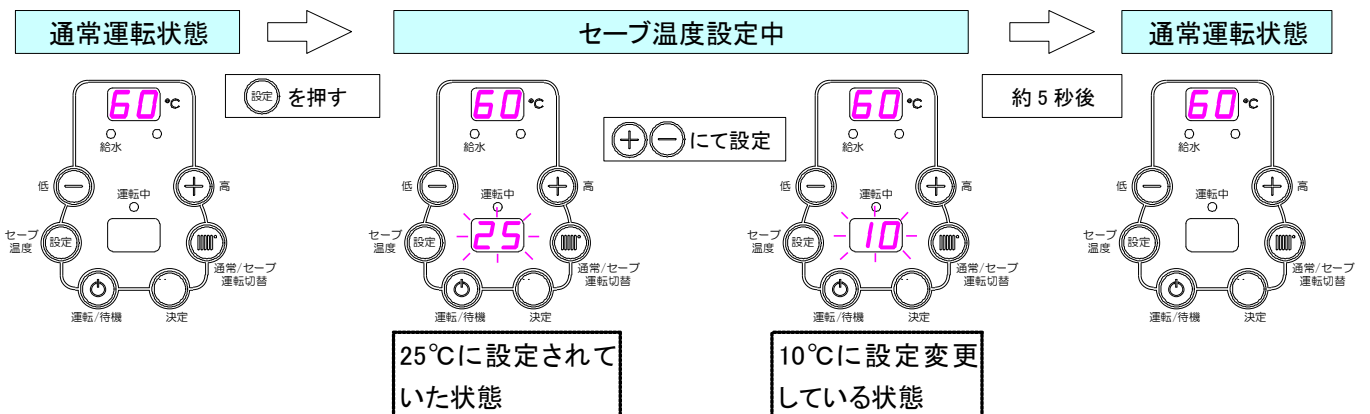 通常運転状態
セーブ温度設定中
通常運転状態
設定 を押す
+-にて設定
約5秒後
60 ℃
給水
低
-
+
高
運転中
セーブ
温度
設定
通常/セーブ
運転切替
運転/待機
決定
60 ℃
給水
低
-
+
高
運転中
25
セーブ
温度
設定
通常/セーブ
運転切替
運転/待機
決定
60 ℃
給水
低
-
+
高
運転中
10
セーブ
温度
設定
通常/セーブ
運転切替
運転/待機
決定
60 ℃
給水
低
-
+
高
運転中
セーブ
温度
設定
通常/セーブ
運転切替
運転/待機
決定
25℃に設定されて
いた状態
10℃に設定変更
している状態